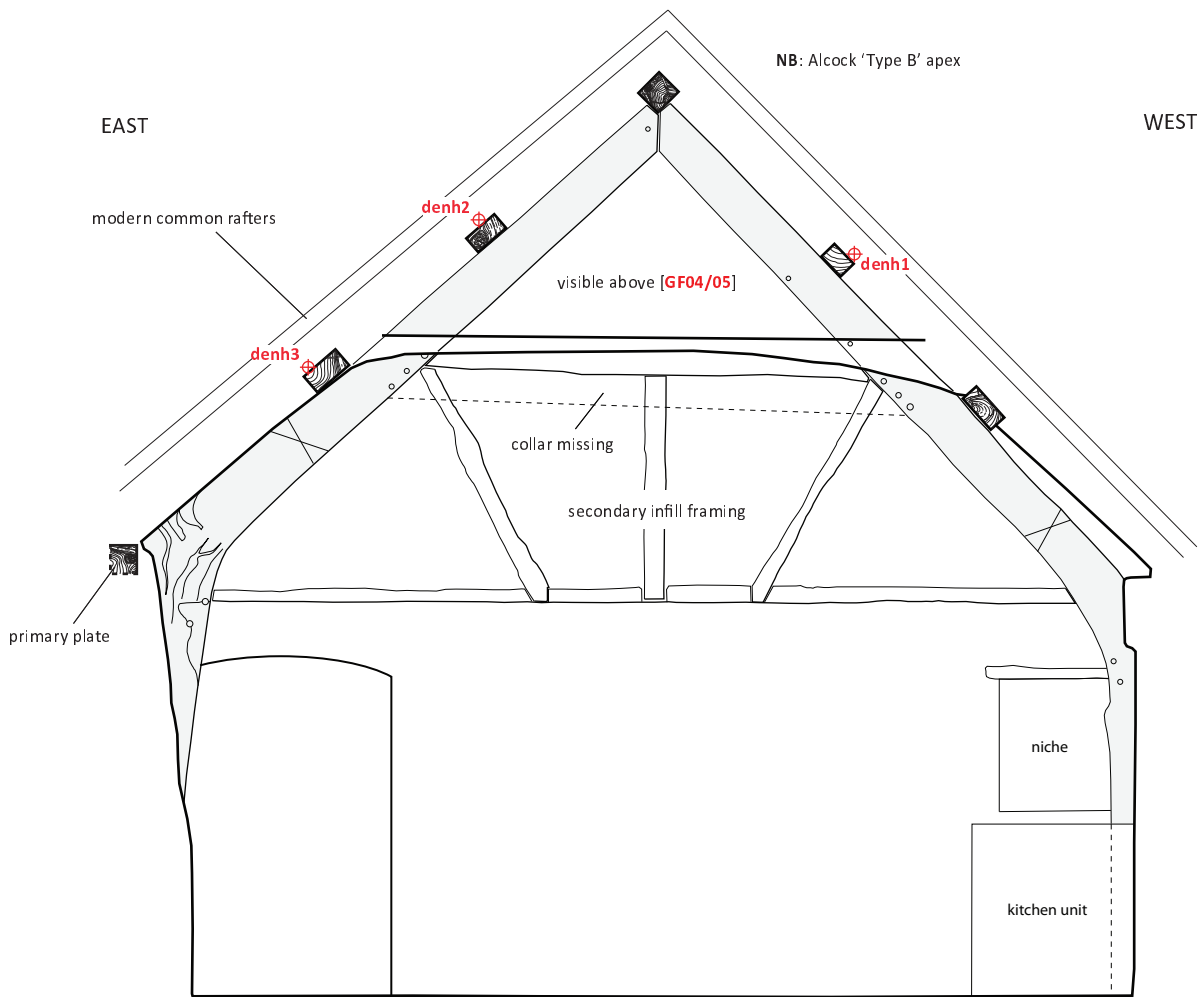 NB: Alcock ‘Type B’ apex
EAST
WEST
modern common rafters
denh2
denh1
visible above [GF04/05]
denh3
collar missing
secondary infill framing
primary plate
niche
kitchen unit